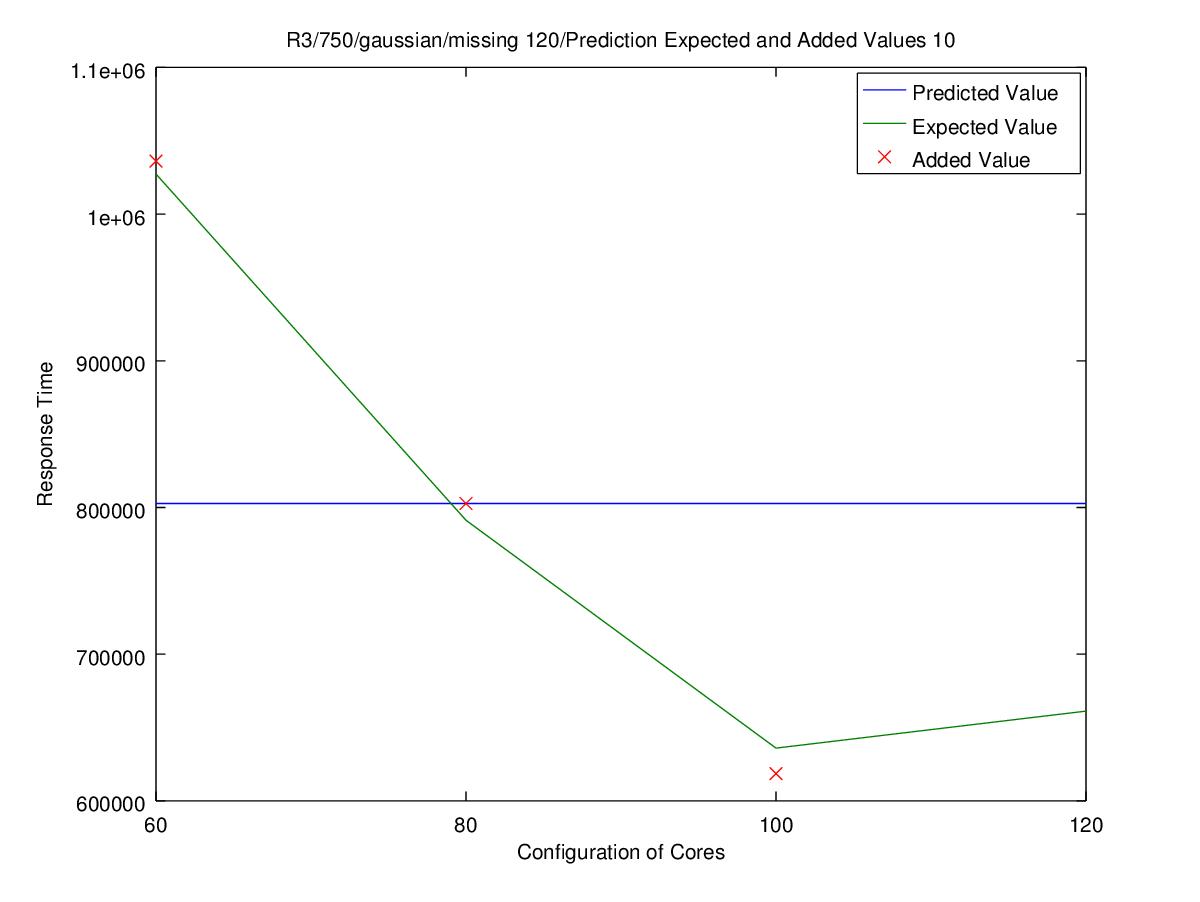 R3/750/gaussian/missing 120/Prediction Expected and Added Values 10
1.1e+06
1e+06
900000
800000
700000
600000
Response Time
Predicted Value
Expected Value
Added Value
60
80
100
120
Configuration of Cores